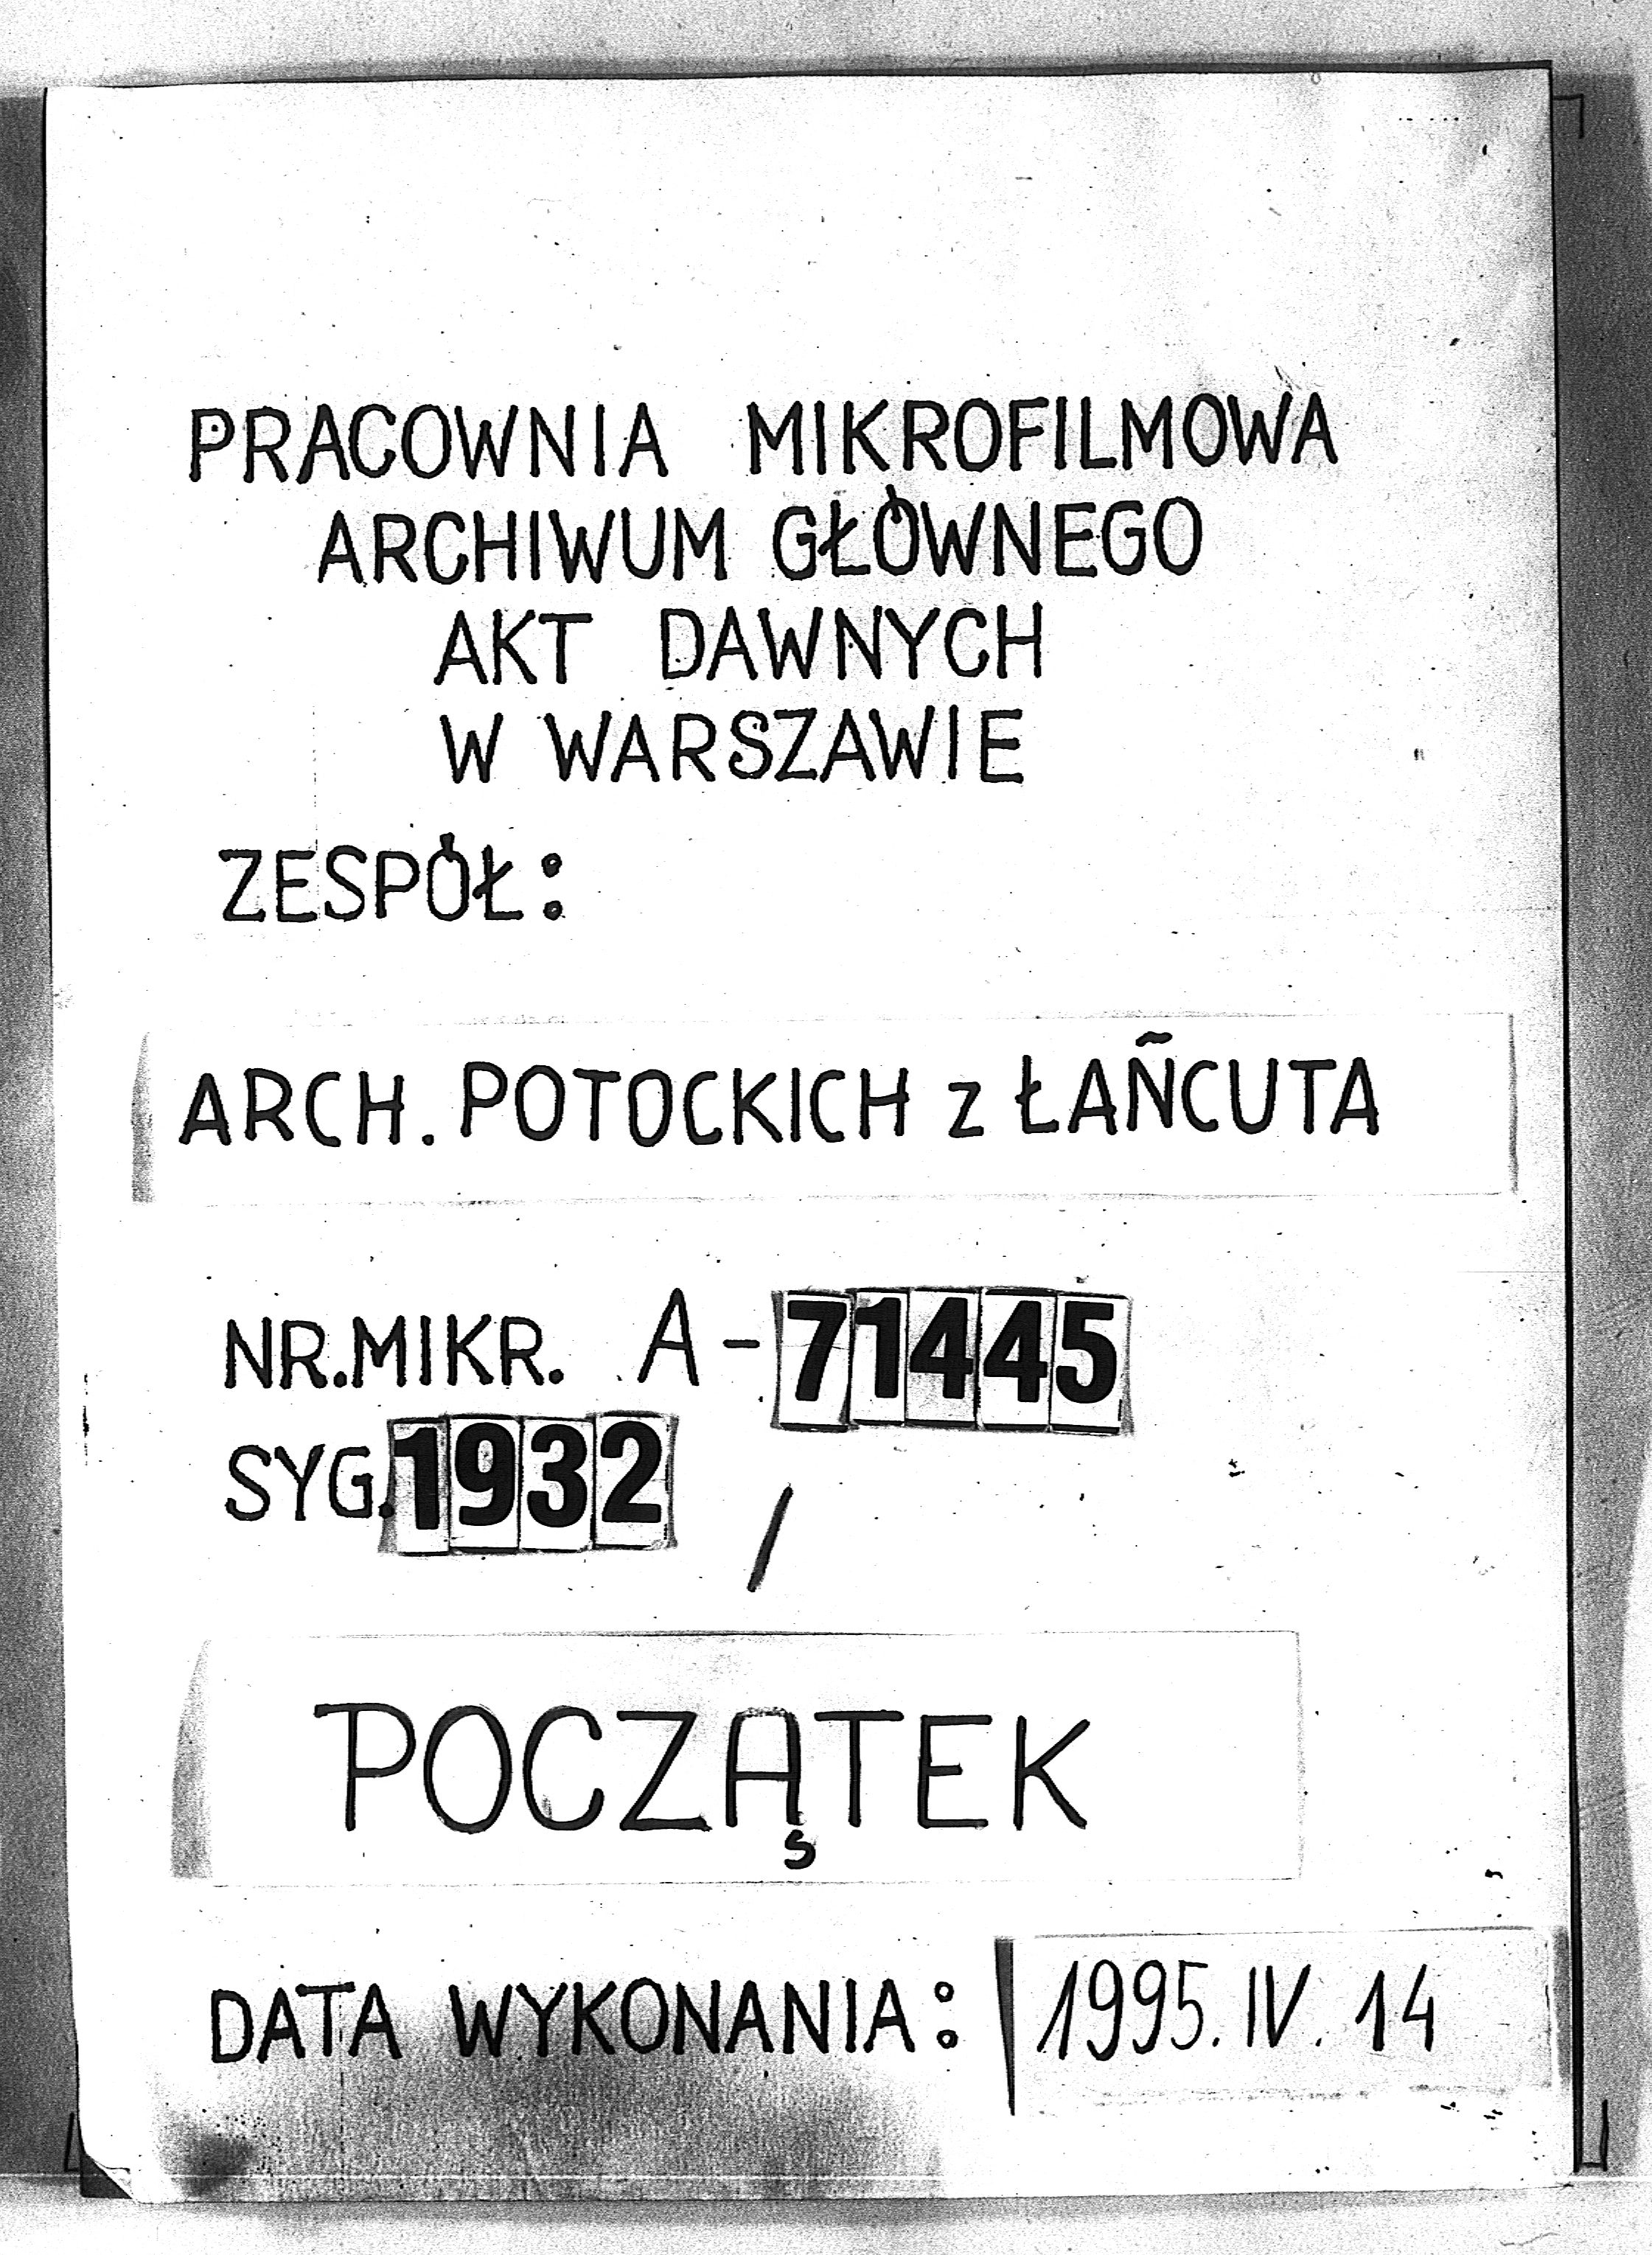 PRACOWNIA MIKROFILMOWA
ARCHIWUM GŁÓWNEGO
AKT DAWNYCH
W WARSZAWIE
ZESPÓŁ:
ARCH. POTOCKICH z ŁAŃCUTA
NR.MIKR. A-71445
SYG. 1932 /
POCZĄTEK
DATA WYKONANIA: 1995. IV. 14